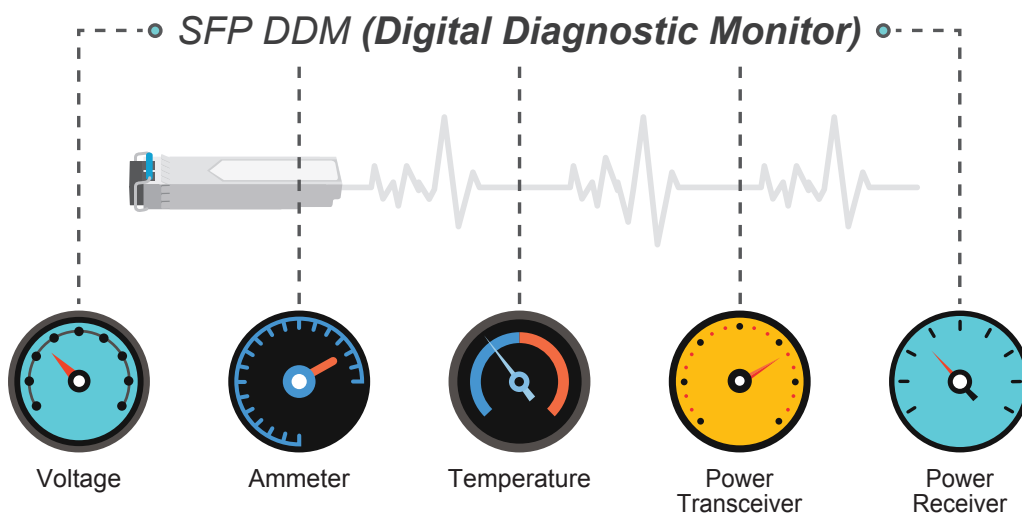 SFP DDM (Digital Diagnostic Monitor)
Voltage
Ammeter
Temperature
Power
Transceiver
Power
Receiver